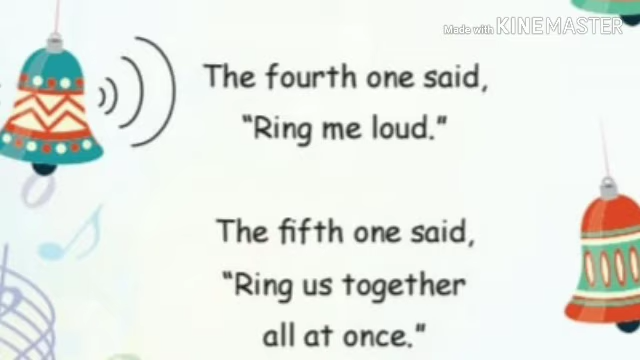 Made with KINEMASTER
The fourth one said,
“Ring me loud.”
The fifth one said,
“Ring us together
all at once.”